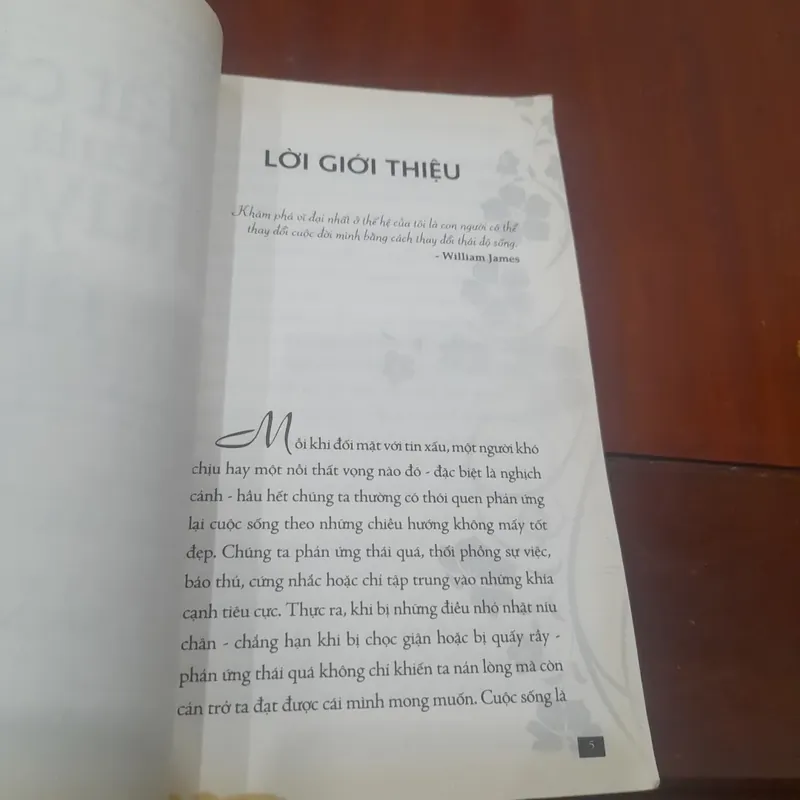 LỜI GIỚI THIỆU
Khám phá vĩ đại nhất ở thế hệ của tôi là con người có thể
thay đổi cuộc đời mình bằng cách thay đổi thái độ sống.
- William James
Mỗi khi đối mặt với tin xấu, một người khó
chịu hay một nỗi thất vọng nào đó - đặc biệt là nghịch
cảnh - hầu hết chúng ta thường có thói quen phản ứng
lại cuộc sống theo những chiều hướng không mấy tốt
đẹp. Chúng ta phản ứng thái quá, thổi phồng sự việc,
báo thù, cứng nhắc hoặc chỉ tập trung vào những khía
cạnh tiêu cực. Thực ra, khi bị những điều nhỏ nhặt níu
chân - chẳng hạn khi bị chọc giận hoặc bị quấy rầy -
phản ứng thái quá không chỉ khiến ta nản lòng mà còn
cản trở ta đạt được cái mình mong muốn. Cuộc sống là
5